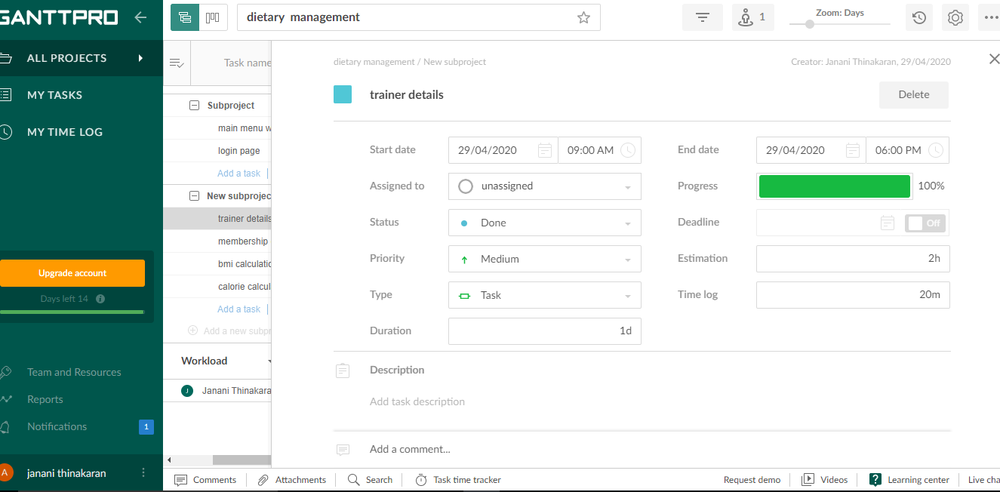 GANTTPRO
dietary management
1
Zoom: Days
ALL PROJECTS
MY TASKS
MY TIME LOG
Upgrade account
Days left 14
Team and Resources
Reports
Notifications 1
A janani thinakaran
Task name
Subproject
main menu w
login page
Add a task
New subprojec
trainer details
membership
bmi calculatic
calorie calcul
Add a task
Add a new subpr
Workload
J Janani Thinakara
dietary management / New subproject
Creator: Janani Thinakaran, 29/04/2020
trainer details
Delete
Start date 29/04/2020 09:00 AM
End date 29/04/2020 06:00 PM
Assigned to unassigned
Progress 100%
Status Done
Deadline Off
Priority Medium
Estimation 2h
Type Task
Time log 20m
Duration 1d
Description
Add task description
Add a comment...
Comments Attachments Search Task time tracker Request demo Videos ? Learning center Live cha